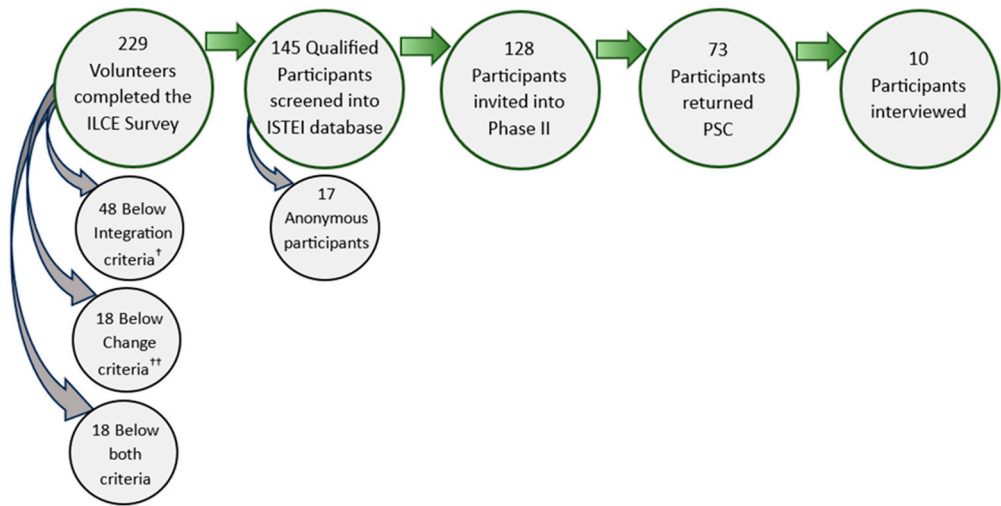 229
Volunteers
completed the
ILCE Survey
145 Qualified
Participants
screened into
ISTEI database
128
Participants
invited into
Phase II
73
Participants
returned
PSC
10
Participants
interviewed
48 Below
Integration
criteria†
17
Anonymous
participants
18 Below
Change
criteria††
18 Below
both
criteria